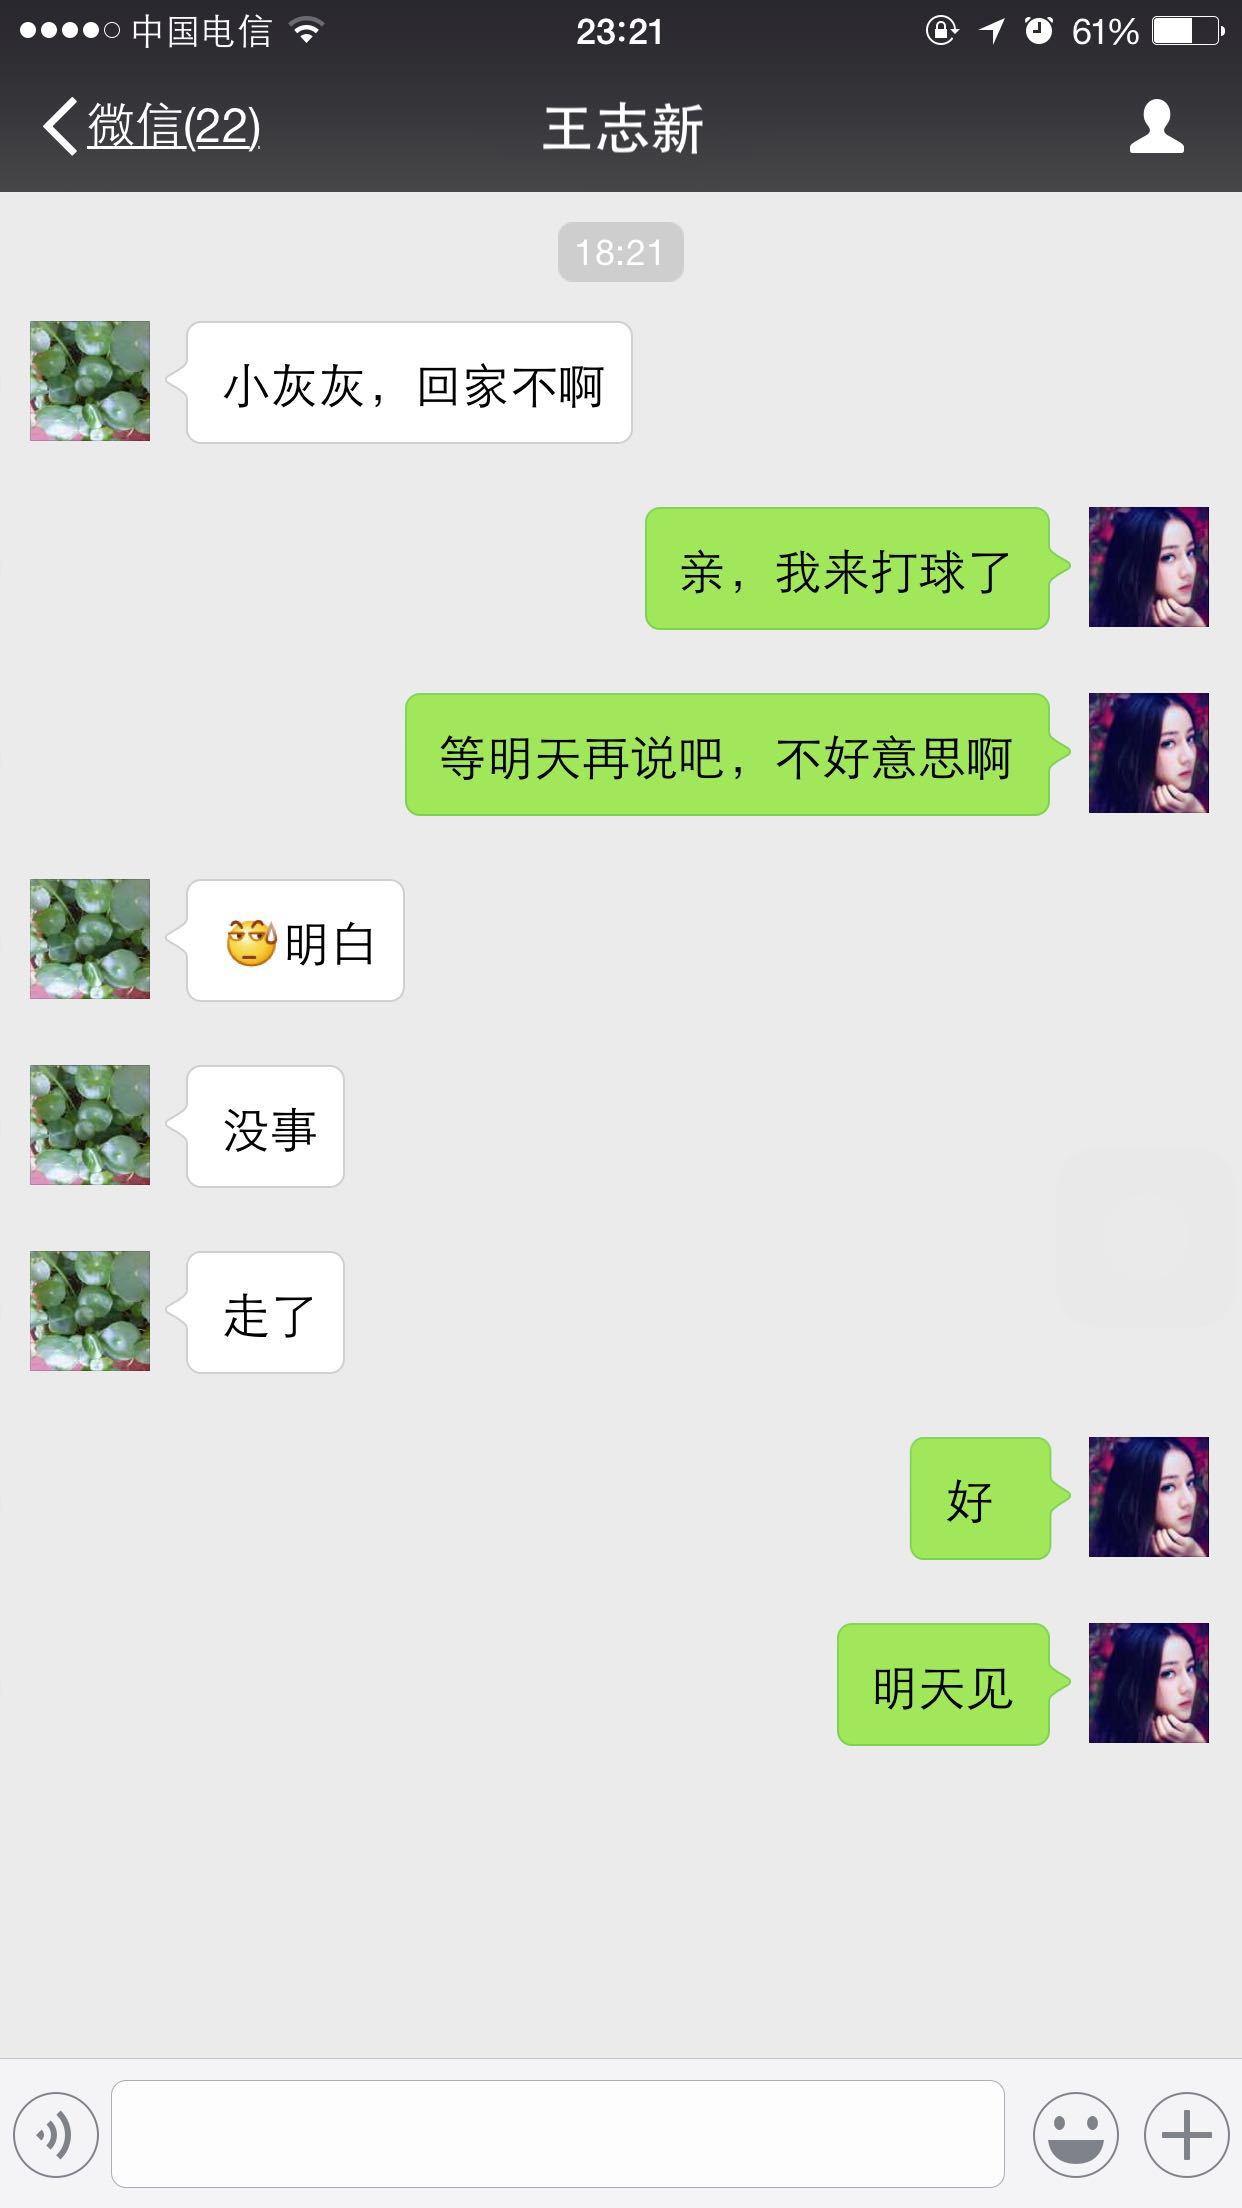 中国电信 23:21 61%
微信(22) 王志新
18:21
小灰灰，回家不啊
亲，我来打球了
等明天再说吧，不好意思啊
明白
没事
走了
好
明天见